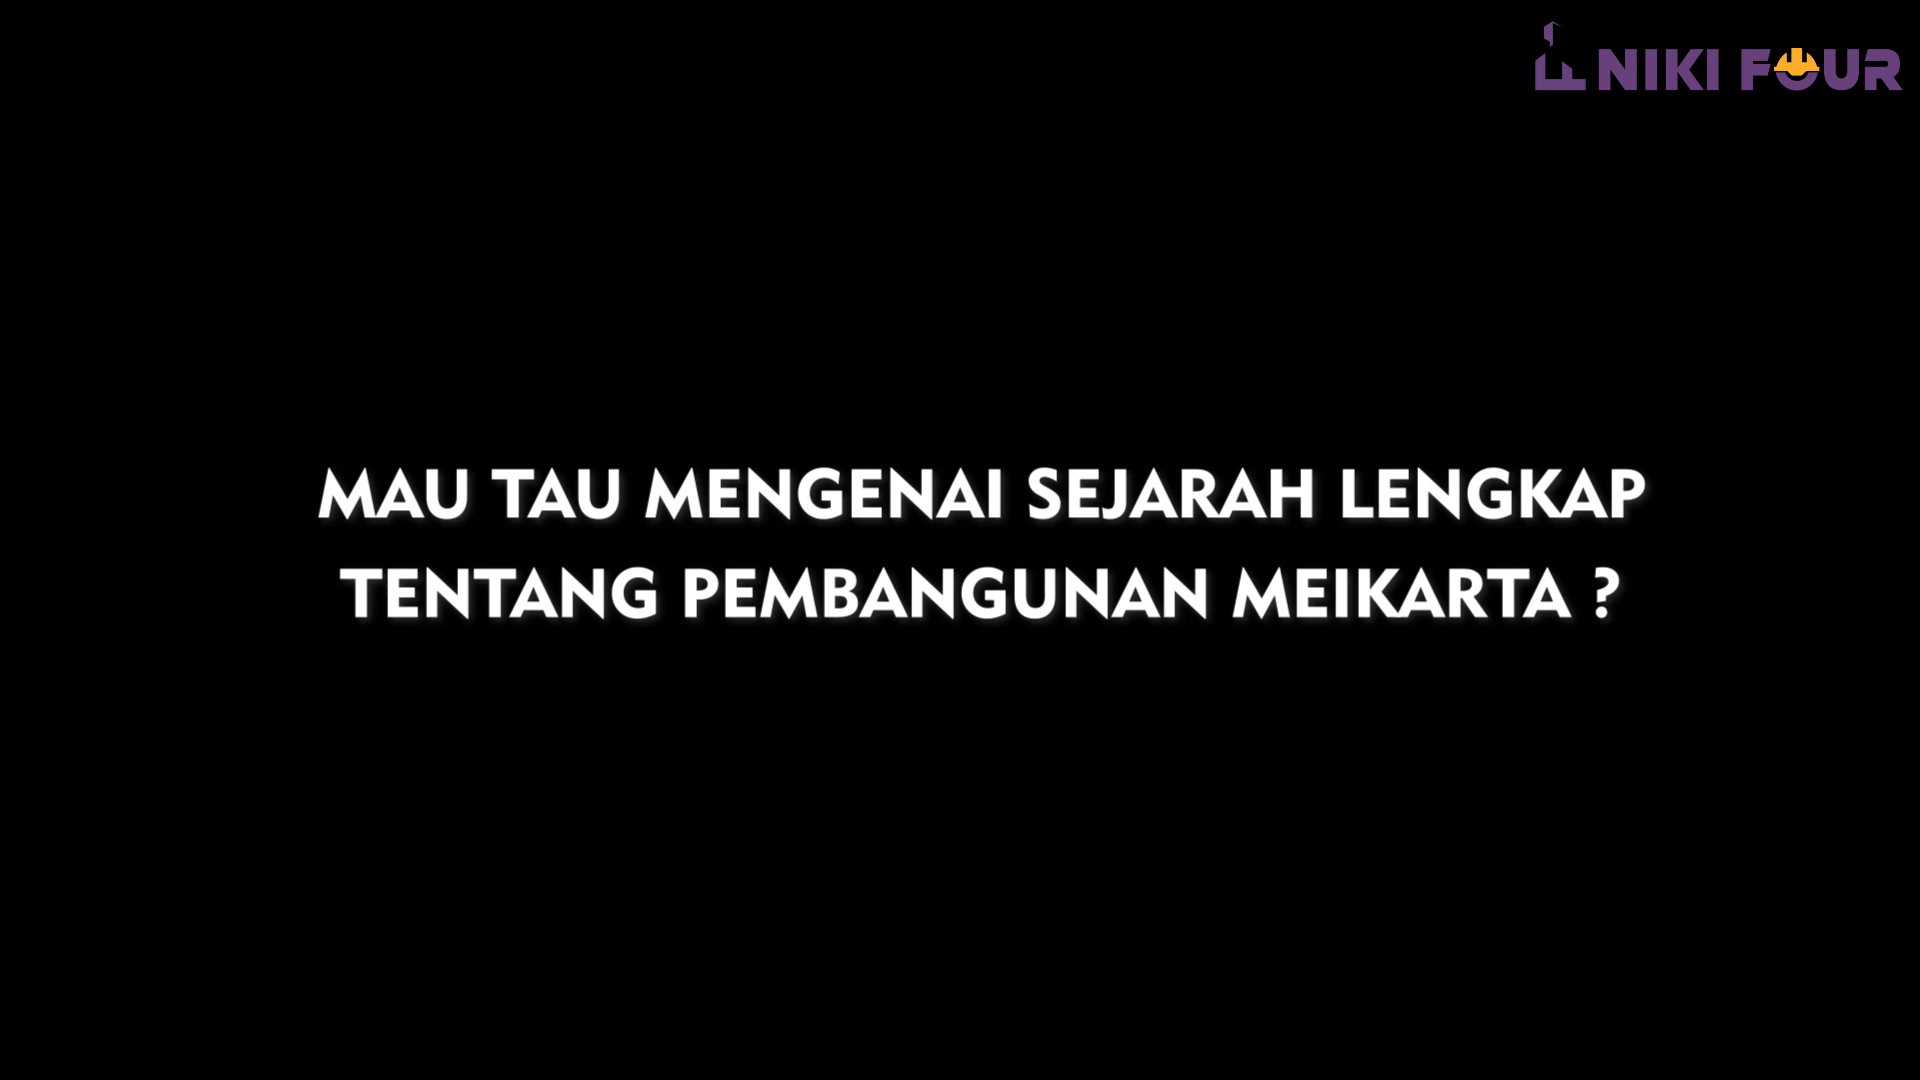 NIKI FOUR
MAU TAU MENGENAI SEJARAH LENGKAP
TENTANG PEMBANGUNAN MEIKARTA ?